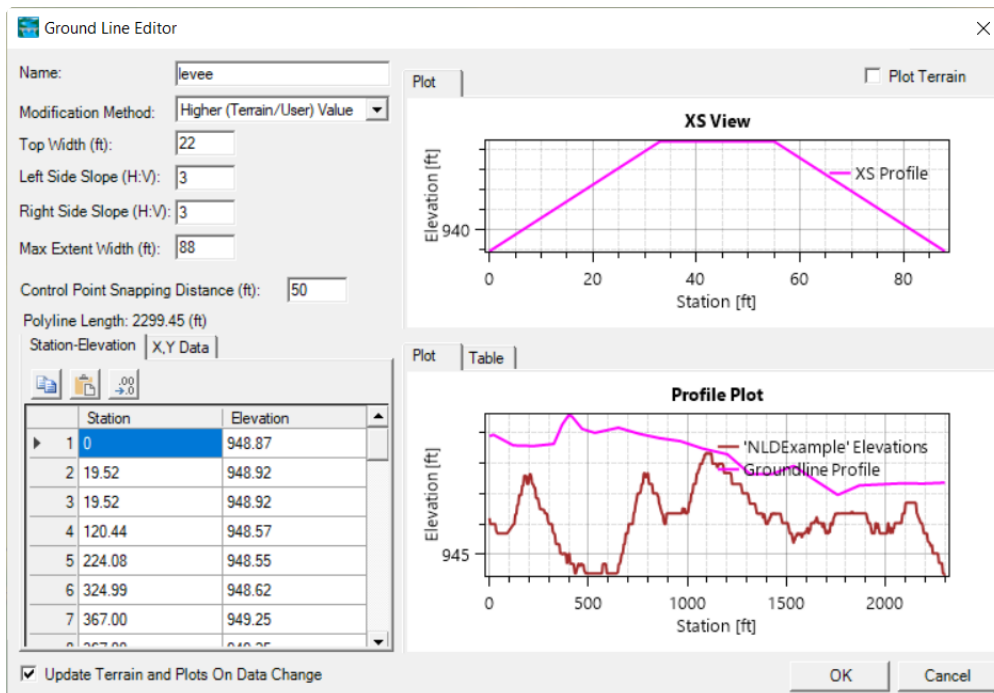 Ground Line Editor
Name: levee
Modification Method: Higher (Terrain/User) Value
Top Width (ft): 22
Left Side Slope (H:V): 3
Right Side Slope (H:V): 3
Max Extent Width (ft): 88
Control Point Snapping Distance (ft): 50
Polyline Length: 2299.45 (ft)
Station-Elevation X,Y Data
.00
.0
Station Elevation
1 0 948.87
2 19.52 948.92
3 19.52 948.92
4 120.44 948.57
5 224.08 948.55
6 324.99 948.62
7 367.00 949.25
Update Terrain and Plots On Data Change
Plot
Plot Terrain
XS View
Elevation [ft]
940
XS Profile
0 20 40 60 80
Station [ft]
Plot Table
Profile Plot
Elevation [ft]
945
'NLDExample' Elevations
Groundline Profile
0 500 1000 1500 2000
Station [ft]
OK Cancel